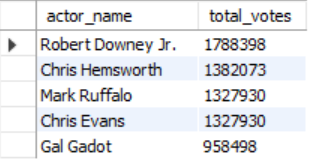 actor_name total_votes
Robert Downey Jr. 1788398
Chris Hemsworth 1382073
Mark Ruffalo 1327930
Chris Evans 1327930
Gal Gadot 958498